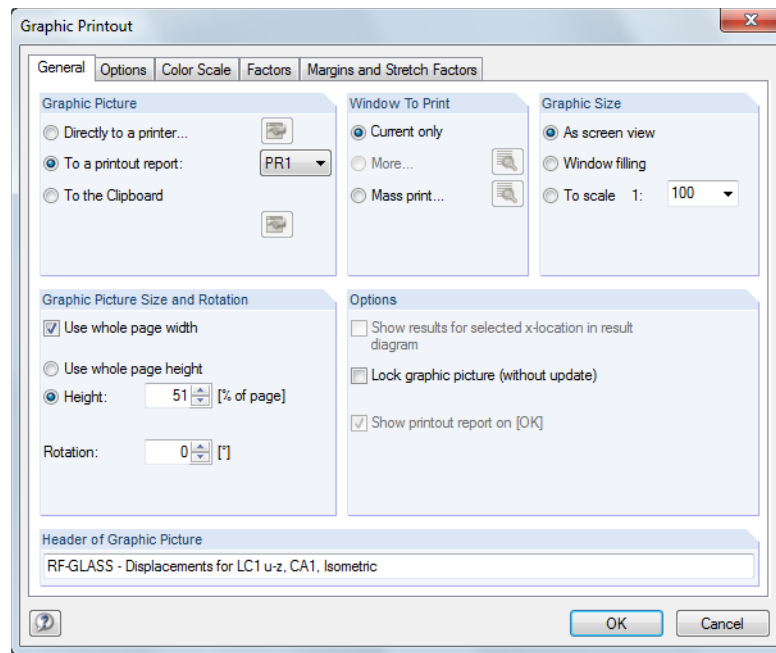 Graphic Printout
General
Options
Color Scale
Factors
Margins and Stretch Factors
Graphic Picture
Directly to a printer...
To a printout report:
PR1
To the Clipboard
Window To Print
Current only
More...
Mass print...
Graphic Size
As screen view
Window filling
To scale 1:
100
Graphic Picture Size and Rotation
Use whole page width
Use whole page height
Height:
51
[% of page]
Rotation:
0
[°]
Options
Show results for selected x-location in result
diagram
Lock graphic picture (without update)
Show printout report on [OK]
Header of Graphic Picture
RF-GLASS - Displacements for LC1 u-z, CA1, Isometric
OK
Cancel